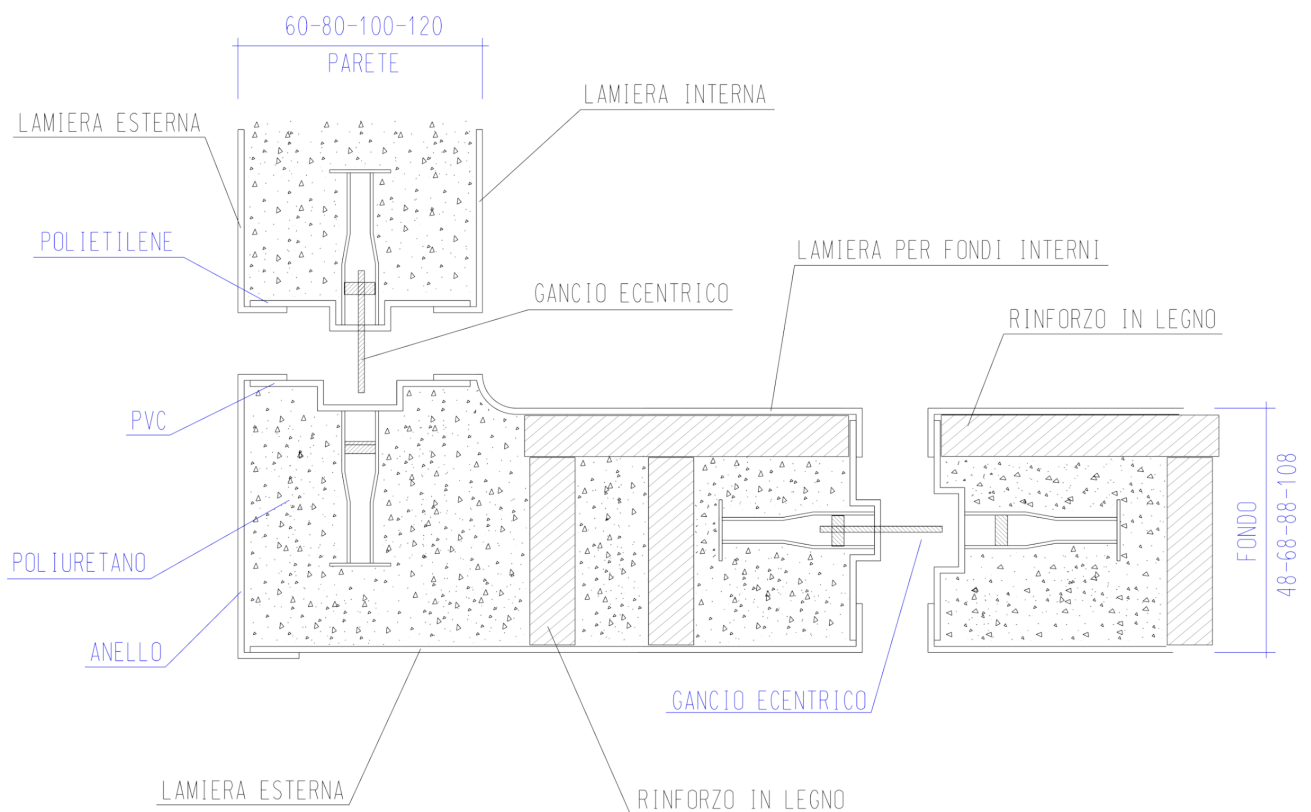 60-80-100-120
PARETE
LAMIERA INTERNA
LAMIERA ESTERNA
POLIETILENE
LAMIERA PER FONDI INTERNI
GANCIO ECENTRICO
RINFORZO IN LEGNO
PVC
FONDO
48-68-88-108
POLIURETANO
ANELLO
GANCIO ECENTRICO
LAMIERA ESTERNA
RINFORZO IN LEGNO